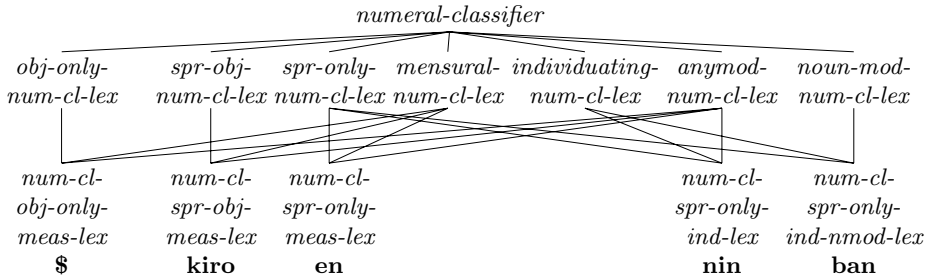 numeral-classifier
obj-only- spr-obj- spr-only- mensural- individuating- anymod- noun-mod-
num-cl-lex num-cl-lex num-cl-lex num-cl-lex num-cl-lex num-cl-lex num-cl-lex
num-cl- num-cl- num-cl- num-cl- num-cl-
obj-only- spr-obj- spr-only- spr-only- spr-only-
meas-lex meas-lex meas-lex ind-lex ind-nmod-lex
$ kiro en nin ban